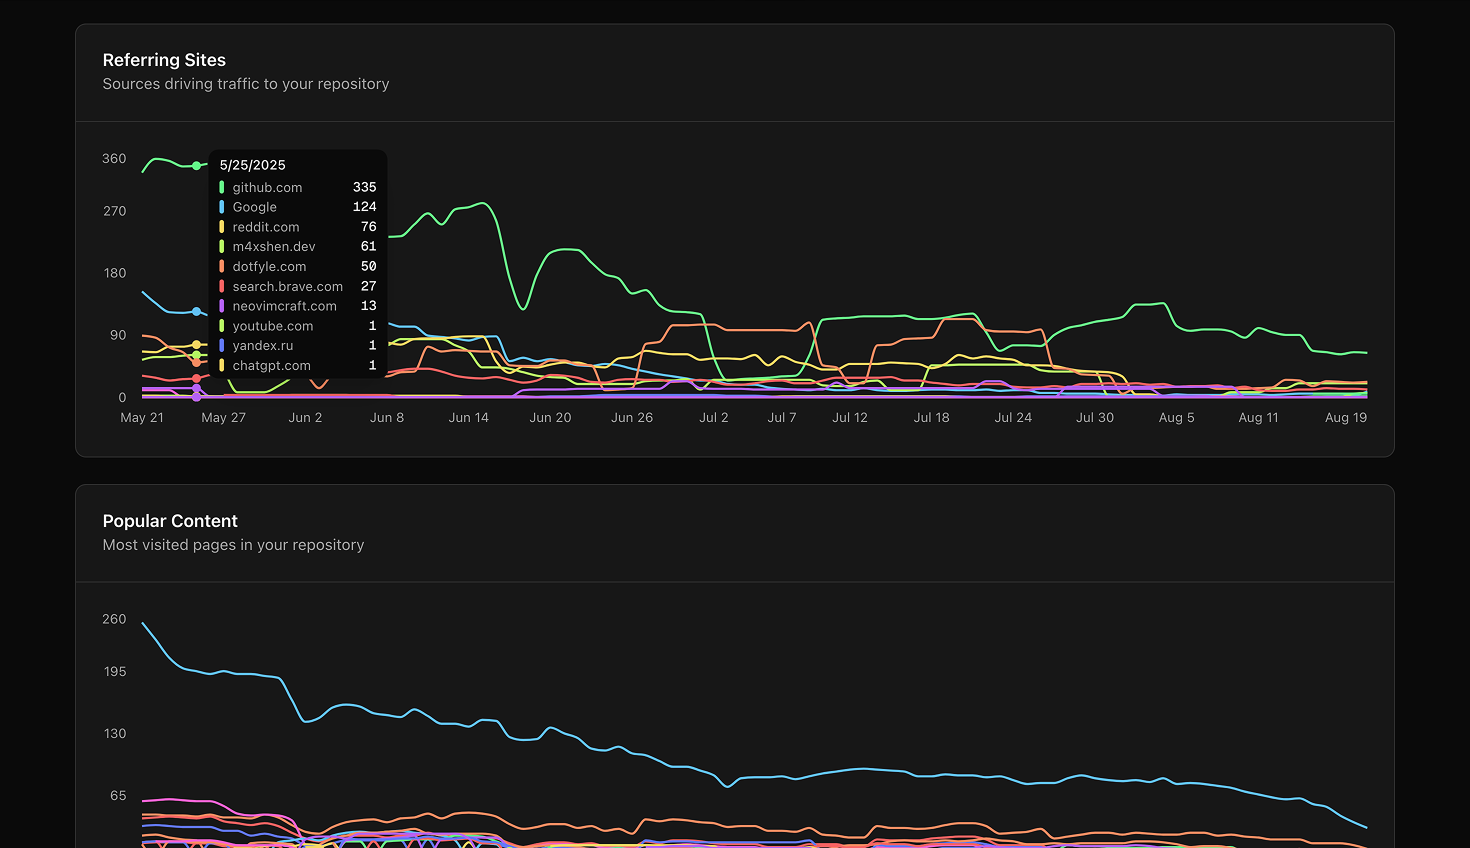 Referring Sites
Sources driving traffic to your repository
360
270
180
90
0
5/25/2025
github.com 335
Google 124
reddit.com 76
m4xshen.dev 61
dotfyle.com 50
search.brave.com 27
neovimcraft.com 13
youtube.com 1
yandex.ru 1
chatgpt.com 1
May 21 May 27 Jun 2 Jun 8 Jun 14 Jun 20 Jun 26 Jul 2 Jul 7 Jul 12 Jul 18 Jul 24 Jul 30 Aug 5 Aug 11 Aug 19
Popular Content
Most visited pages in your repository
260
195
130
65